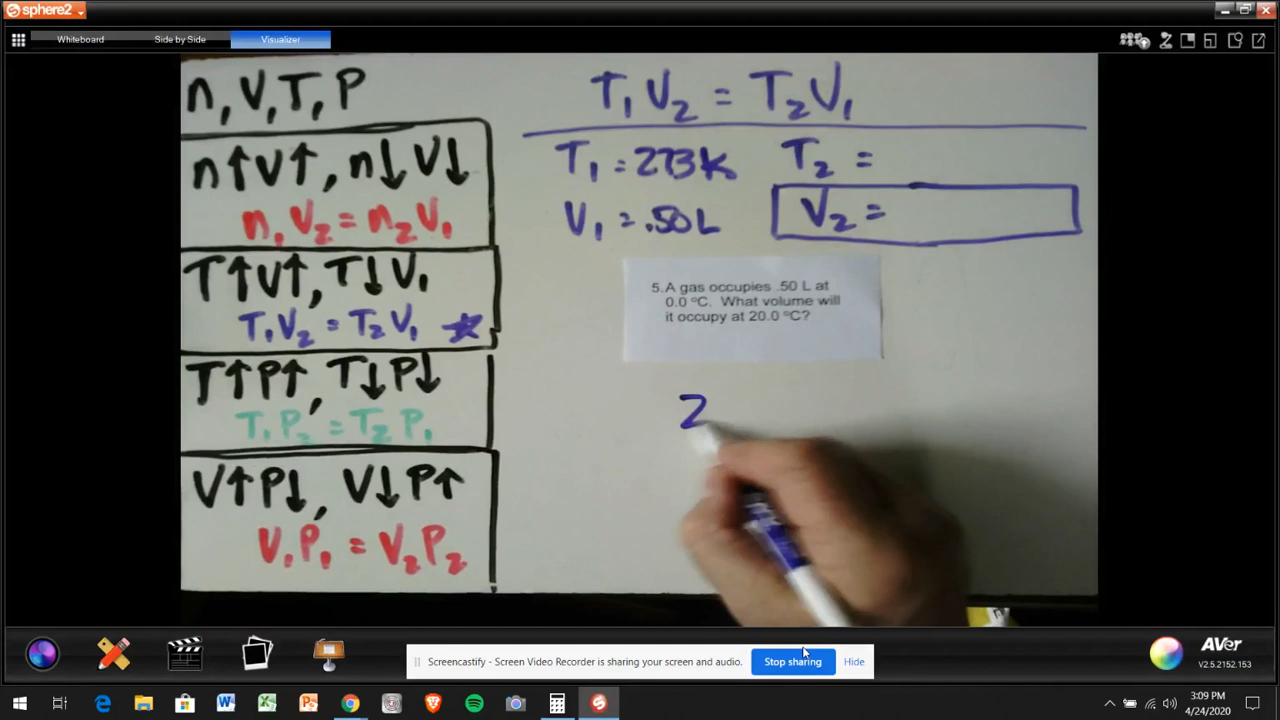 sphere2
Whiteboard
Side by Side
Visualizer
n, V, T, P
n↑V↑, n↓V↓
n₁V₂ = n₂V₁
T↑V↑, T↓V↓
T₁V₂ = T₂V₁
T↑P↑, T↓P↓
T₁P₂ = T₂P₁
V↑P↓, V↓P↑
V₁P₁ = V₂P₂
T₁V₂ = T₂V₁
T₁ = 273K
T₂ =
V₁ = .50L
V₂ =
5.A gas occupies .50 L at
0.0 ºC. What volume will
it occupy at 20.0 ºC?
2
Screencastify - Screen Video Recorder is sharing your screen and audio.
Stop sharing
Hide
AVer
V2.5.2152.153
3:09 PM
4/24/2020